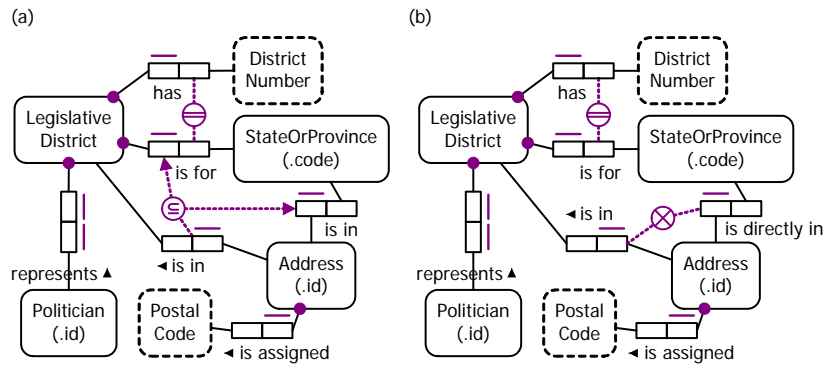 (a)
District
Number
has
Legislative
District
StateOrProvince
(.code)
is for
⊆
is in
◄ is in
Address
(.id)
represents ▲
Politician
(.id)
Postal
Code
◄ is assigned
(b)
District
Number
has
Legislative
District
StateOrProvince
(.code)
is for
◄ is in
is directly in
Address
(.id)
represents ▲
Politician
(.id)
Postal
Code
◄ is assigned